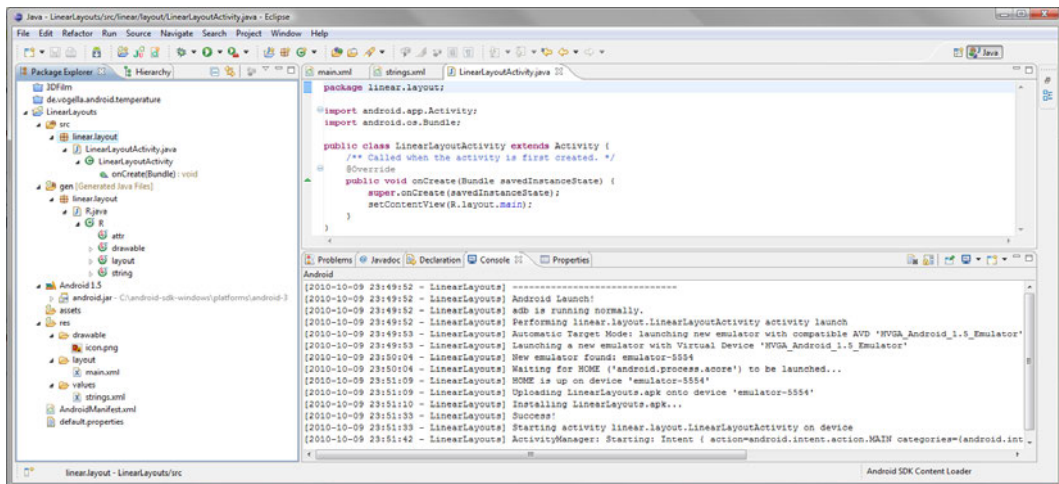 Java - LinearLayouts/src/linear/layout/LinearLayoutActivity.java - Eclipse
File Edit Refactor Run Source Navigate Search Project Window Help
Java
Package Explorer
Hierarchy
3DFilm
de.vogella.android.temperature
LinearLayouts
src
linear.layout
LinearLayoutActivity.java
LinearLayoutActivity
onCreate(Bundle) : void
gen [Generated Java Files]
linear.layout
R.java
R
attr
drawable
layout
string
Android 1.5
android.jar - C:\android-sdk-windows\platforms\android-3
assets
res
drawable
icon.png
layout
main.xml
values
strings.xml
AndroidManifest.xml
default.properties
main.xml strings.xml LinearLayoutActivity.java
package linear.layout;
import android.app.Activity;
import android.os.Bundle;
public class LinearLayoutActivity extends Activity {
/** Called when the activity is first created. */
@Override
public void onCreate(Bundle savedInstanceState) {
super.onCreate(savedInstanceState);
setContentView(R.layout.main);
}
}
Problems @ Javadoc Declaration Console Properties
Android
[2010-10-09 23:49:52 - LinearLayouts] ------------------------------
[2010-10-09 23:49:52 - LinearLayouts] Android Launch!
[2010-10-09 23:49:52 - LinearLayouts] adb is running normally.
[2010-10-09 23:49:52 - LinearLayouts] Performing linear.layout.LinearLayoutActivity activity launch
[2010-10-09 23:49:53 - LinearLayouts] Automatic Target Mode: launching new emulator with compatible AVD 'HVGA_Android_1.5_Emulator'
[2010-10-09 23:49:53 - LinearLayouts] Launching a new emulator with Virtual Device 'HVGA_Android_1.5_Emulator'
[2010-10-09 23:50:04 - LinearLayouts] New emulator found: emulator-5554
[2010-10-09 23:50:04 - LinearLayouts] Waiting for HOME ('android.process.acore') to be launched...
[2010-10-09 23:51:09 - LinearLayouts] HOME is up on device 'emulator-5554'
[2010-10-09 23:51:09 - LinearLayouts] Uploading LinearLayouts.apk onto device 'emulator-5554'
[2010-10-09 23:51:10 - LinearLayouts] Installing LinearLayouts.apk...
[2010-10-09 23:51:33 - LinearLayouts] Success!
[2010-10-09 23:51:33 - LinearLayouts] Starting activity linear.layout.LinearLayoutActivity on device
[2010-10-09 23:51:42 - LinearLayouts] ActivityManager: Starting: Intent { action=android.intent.action.MAIN categories={android.int
linear.layout - LinearLayouts/src
Android SDK Content Loader